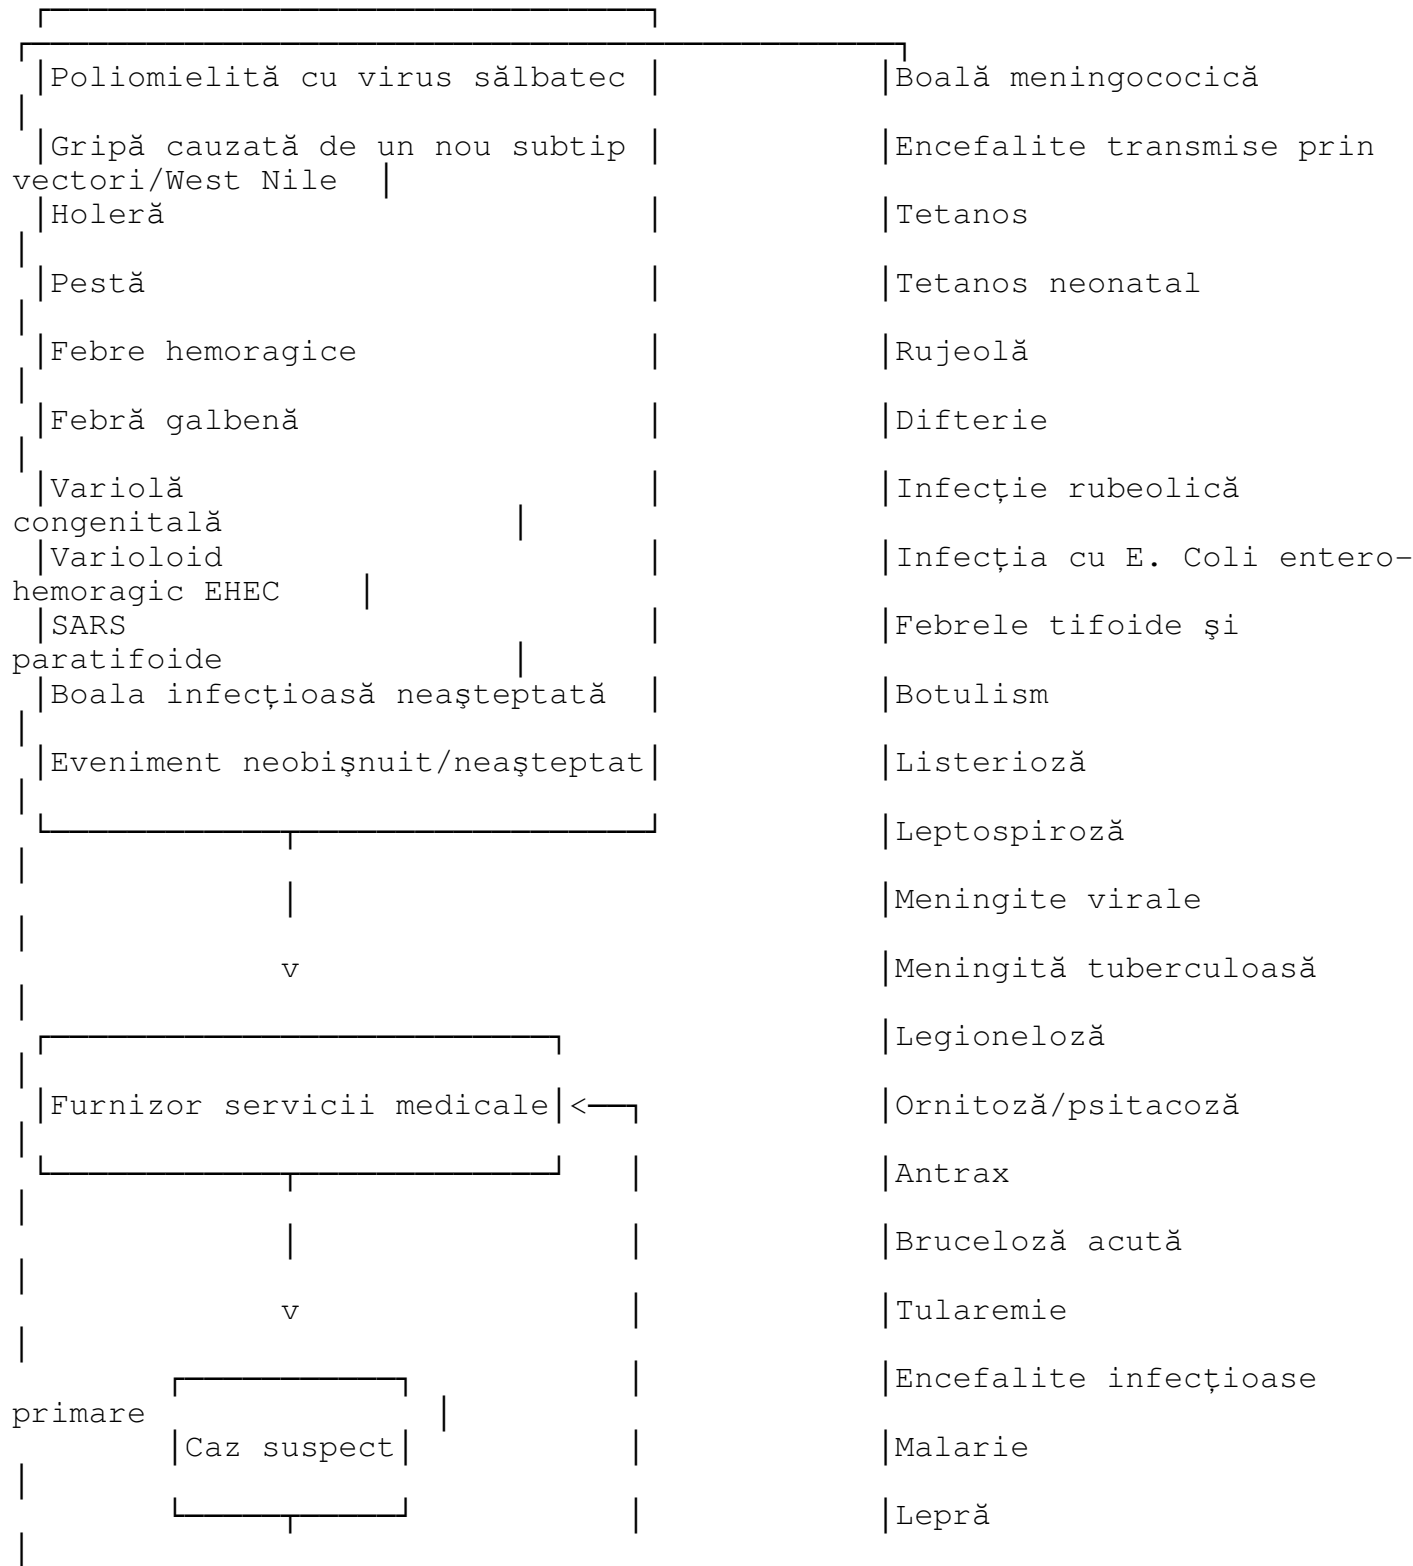 Poliomielită cu virus sălbatec Boală meningococică
Gripă cauzată de un nou subtip Encefalite transmise prin
vectori/West Nile
Holeră Tetanos
Pestă Tetanos neonatal
Febre hemoragice Rujeolă
Febră galbenă Difterie
Variolă Infecţie rubeolică
congenitală
Varioloid Infecţia cu E. Coli entero-
hemoragic EHEC
SARS Febrele tifoide şi
paratifoide
Boala infecţioasă neaşteptată Botulism
Eveniment neobişnuit/neaşteptat Listerioză
Leptospiroză
Meningite virale
v Meningită tuberculoasă
Legioneloză
Furnizor servicii medicale<── Ornitoză/psitacoză
Antrax
Bruceloză acută
v Tularemie
Encefalite infecţioase
primare
Caz suspect Malarie
Lepră